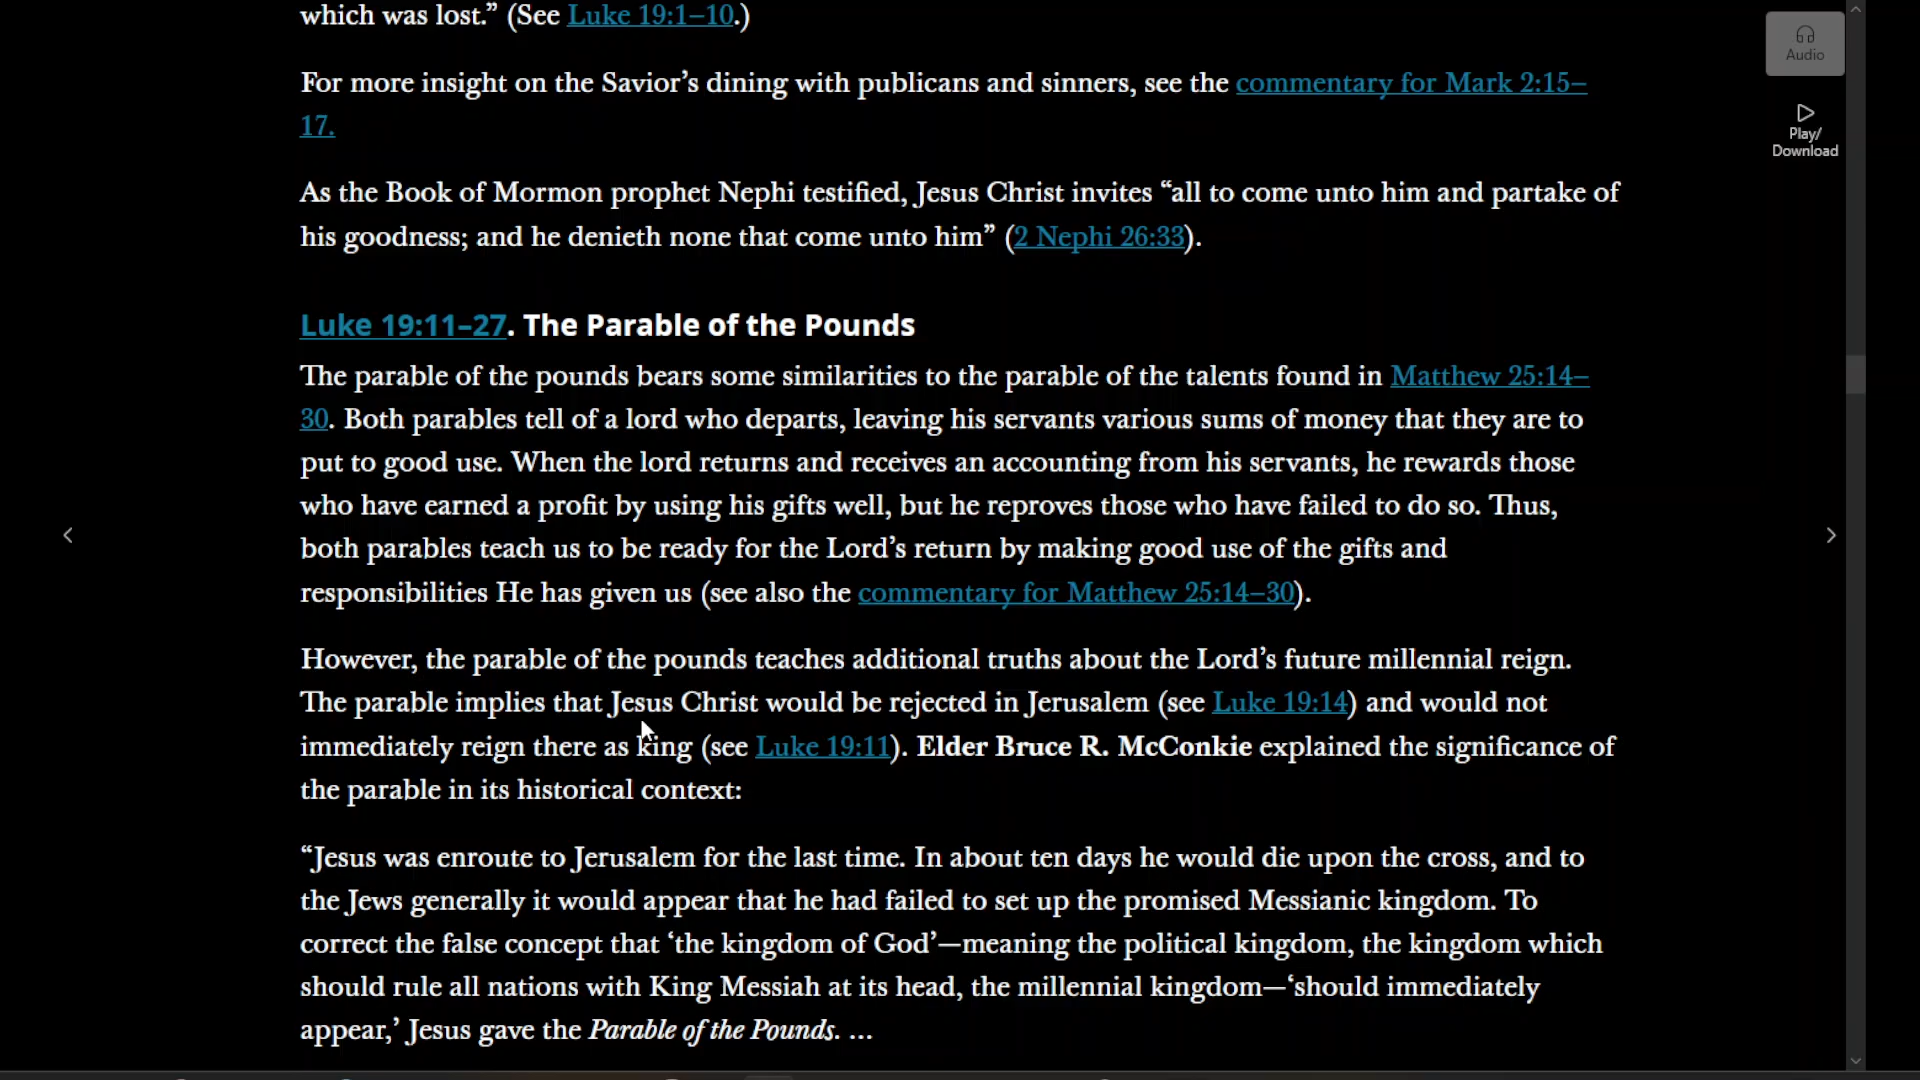 which was lost.” (See Luke 19:1–10.)
Audio
For more insight on the Savior’s dining with publicans and sinners, see the commentary for Mark 2:15–
17.
Play/
Download
As the Book of Mormon prophet Nephi testified, Jesus Christ invites “all to come unto him and partake of
his goodness; and he denieth none that come unto him” (2 Nephi 26:33).
Luke 19:11–27. The Parable of the Pounds
The parable of the pounds bears some similarities to the parable of the talents found in Matthew 25:14–
30. Both parables tell of a lord who departs, leaving his servants various sums of money that they are to
put to good use. When the lord returns and receives an accounting from his servants, he rewards those
who have earned a profit by using his gifts well, but he reproves those who have failed to do so. Thus,
both parables teach us to be ready for the Lord’s return by making good use of the gifts and
responsibilities He has given us (see also the commentary for Matthew 25:14–30).
However, the parable of the pounds teaches additional truths about the Lord’s future millennial reign.
The parable implies that Jesus Christ would be rejected in Jerusalem (see Luke 19:14) and would not
immediately reign there as king (see Luke 19:11). Elder Bruce R. McConkie explained the significance of
the parable in its historical context:
“Jesus was enroute to Jerusalem for the last time. In about ten days he would die upon the cross, and to
the Jews generally it would appear that he had failed to set up the promised Messianic kingdom. To
correct the false concept that ‘the kingdom of God’—meaning the political kingdom, the kingdom which
should rule all nations with King Messiah at its head, the millennial kingdom—‘should immediately
appear,’ Jesus gave the Parable of the Pounds. …